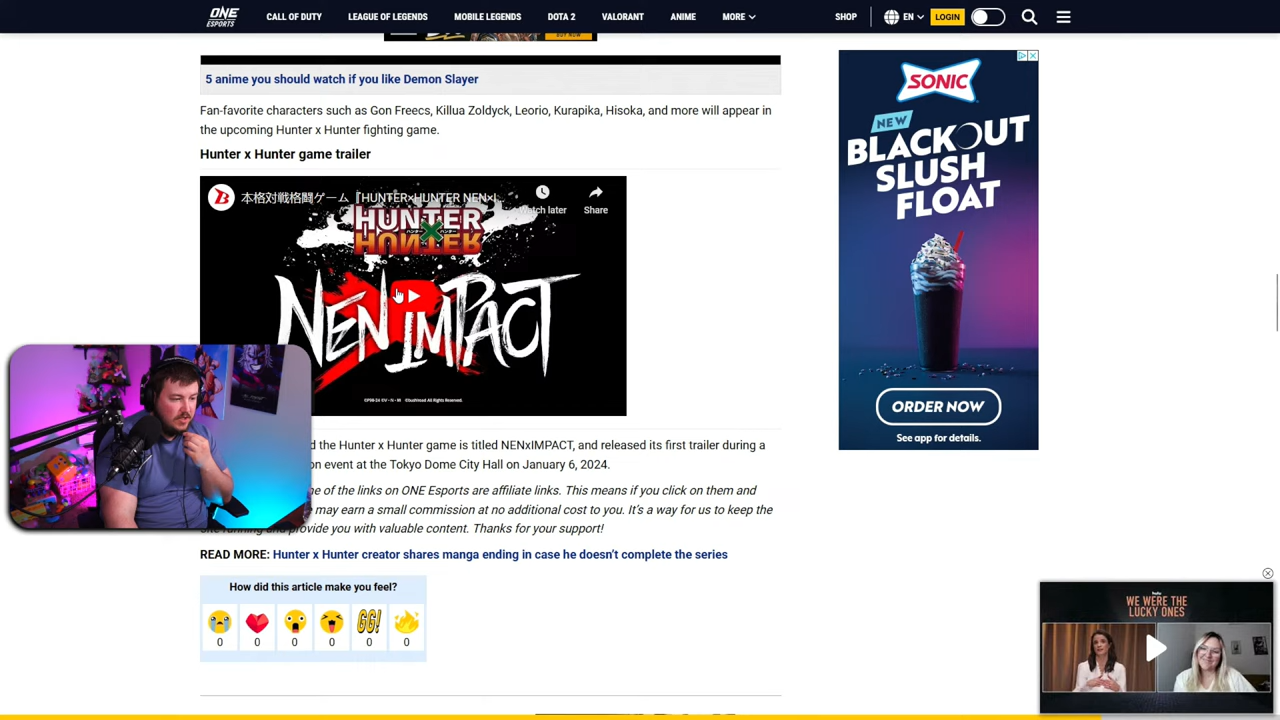 ONE
ESPORTS
CALL OF DUTY
LEAGUE OF LEGENDS
MOBILE LEGENDS
DOTA 2
VALORANT
ANIME
MORE
SHOP
EN
LOGIN
BUY NOW
5 anime you should watch if you like Demon Slayer
Fan-favorite characters such as Gon Freecs, Killua Zoldyck, Leorio, Kurapika, Hisoka, and more will appear in
the upcoming Hunter x Hunter fighting game.
Hunter x Hunter game trailer
本格対戦格闘ゲーム『HUNTER×HUNTER NEN×I...
Watch later
Share
HUNTER
HUNTER
NEN IMPACT
d the Hunter x Hunter game is titled NENxIMPACT, and released its first trailer during a
on event at the Tokyo Dome City Hall on January 6, 2024.
ne of the links on ONE Esports are affiliate links. This means if you click on them and
e may earn a small commission at no additional cost to you. It's a way for us to keep the
site running and provide you with valuable content. Thanks for your support!
READ MORE: Hunter x Hunter creator shares manga ending in case he doesn't complete the series
How did this article make you feel?
0 0 0 0 GG! 0 0
SONIC
NEW
BLACKOUT
SLUSH
FLOAT
ORDER NOW
See app for details.
WE WERE THE
LUCKY ONES